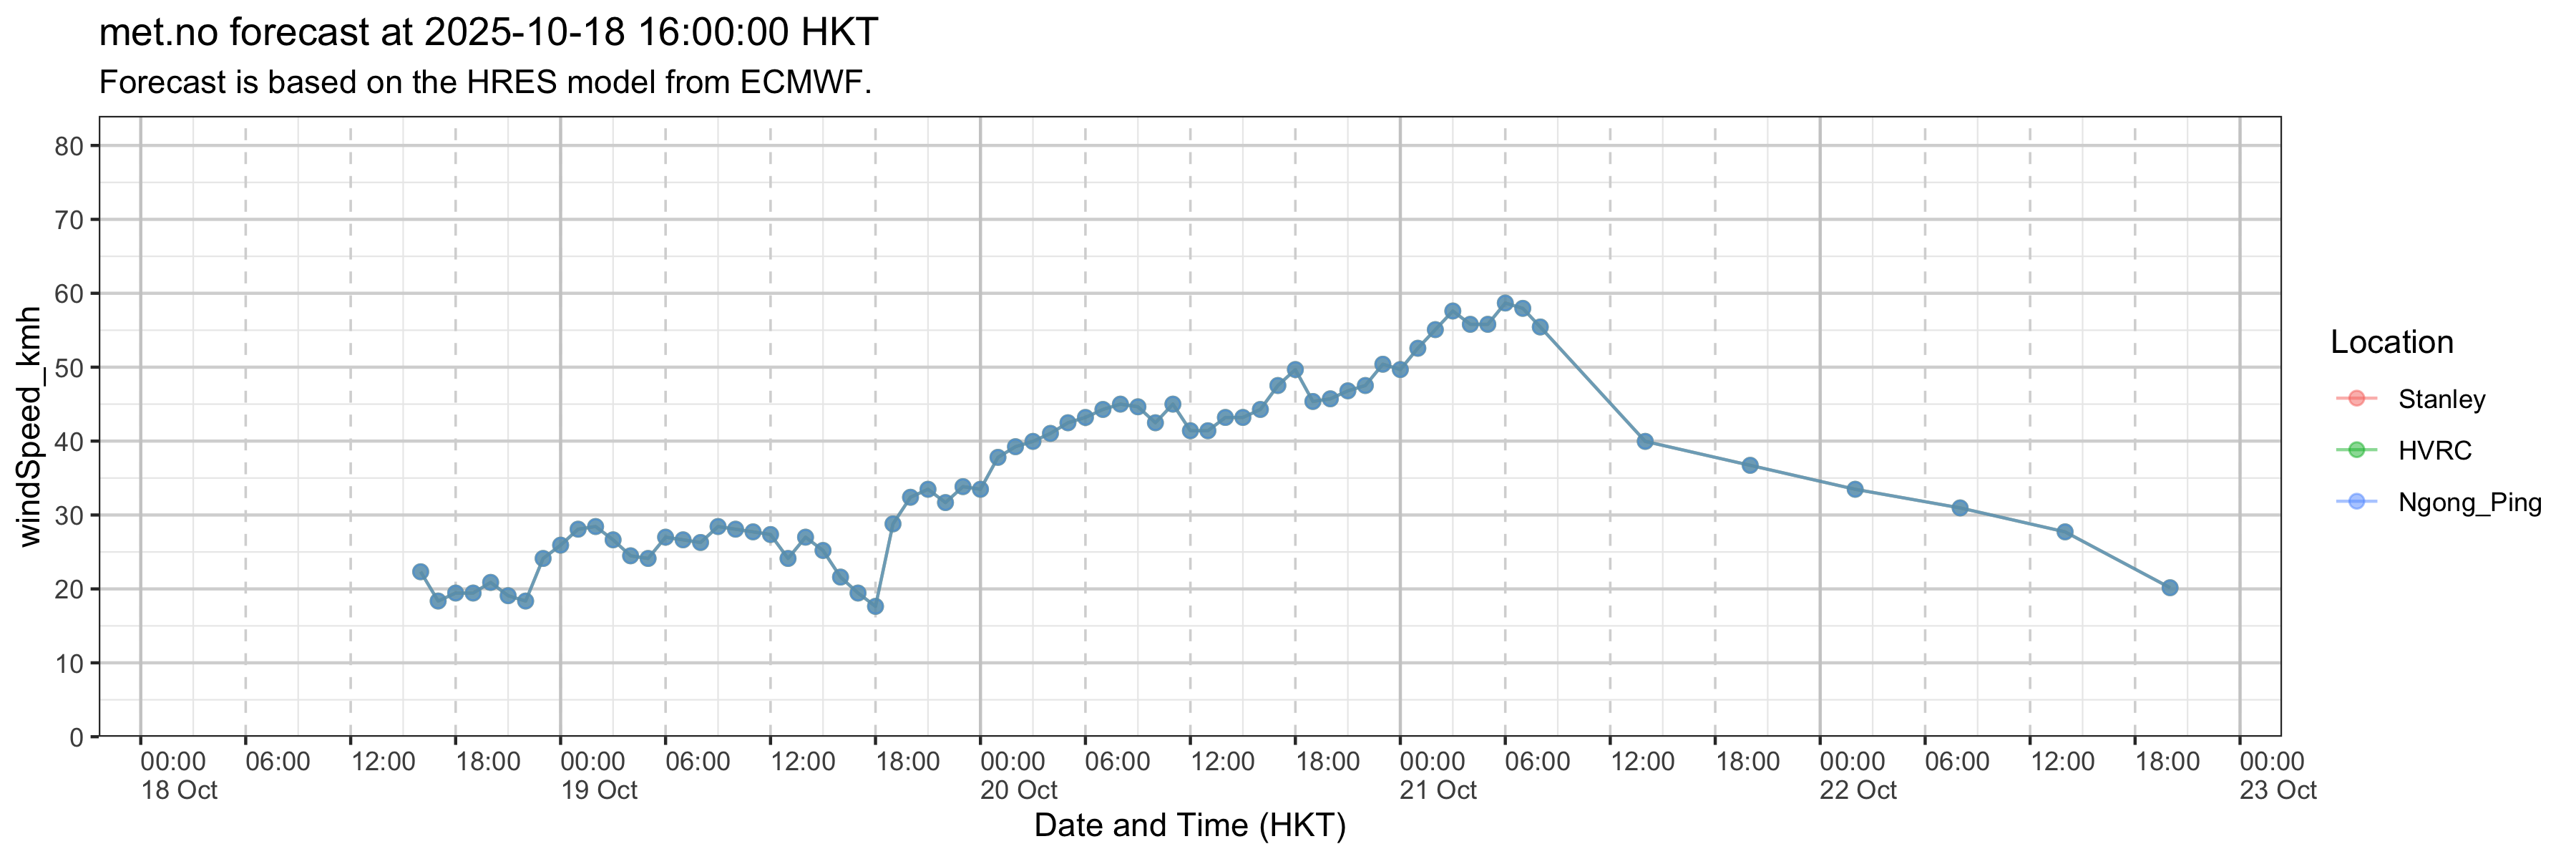 met.no forecast at 2025-10-18 16:00:00 HKT
Forecast is based on the HRES model from ECMWF.
windSpeed_kmh
80
70
60
50
40
30
20
10
0
00:00 06:00 12:00 18:00 00:00 06:00 12:00 18:00 00:00 06:00 12:00 18:00 00:00 06:00 12:00 18:00 00:00 06:00 12:00 18:00 00:00
18 Oct 19 Oct 20 Oct 21 Oct 22 Oct 23 Oct
Date and Time (HKT)
Location
Stanley
HVRC
Ngong_Ping